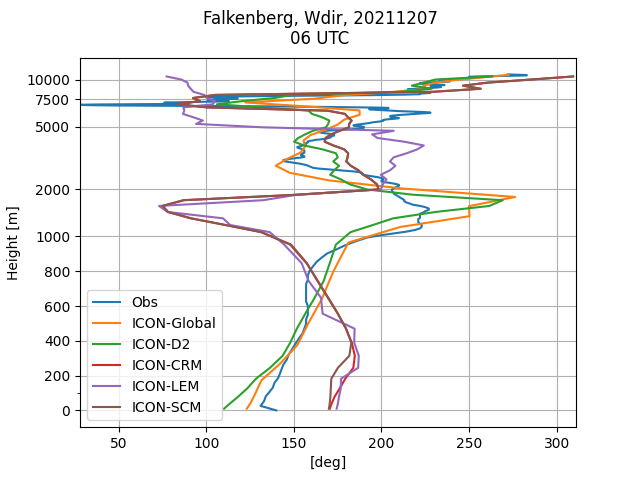 Falkenberg, Wdir, 20211207
06 UTC
10000
7500
5000
2000
1000
800
600
400
200
0
Height [m]
Obs
ICON-Global
ICON-D2
ICON-CRM
ICON-LEM
ICON-SCM
50
100
150
200
250
300
[deg]